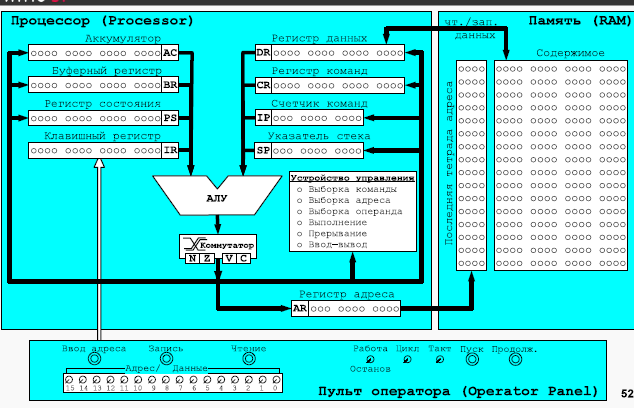 Процессор (Processor)
чт./зап. данных
Память (RAM)
Аккумулятор
AC
Регистр данных
DR
Содержимое
Буферный регистр
BR
Регистр команд
CR
Регистр состояния
PS
Счетчик команд
IP
Клавишный регистр
IR
Указатель стека
SP
Последняя тетрада адреса
АЛУ
Устройство управления
Выборка команды
Выборка адреса
Выборка операнда
Выполнение
Прерывание
Ввод-вывод
Коммутатор
N Z V C
Регистр адреса
AR
Ввод адреса Запись Чтение
Работа Цикл Такт Пуск Продолж.
Останов
Адрес/ Данные
15 14 13 12 11 10 9 8 7 6 5 4 3 2 1 0
Пульт оператора (Operator Panel)
52